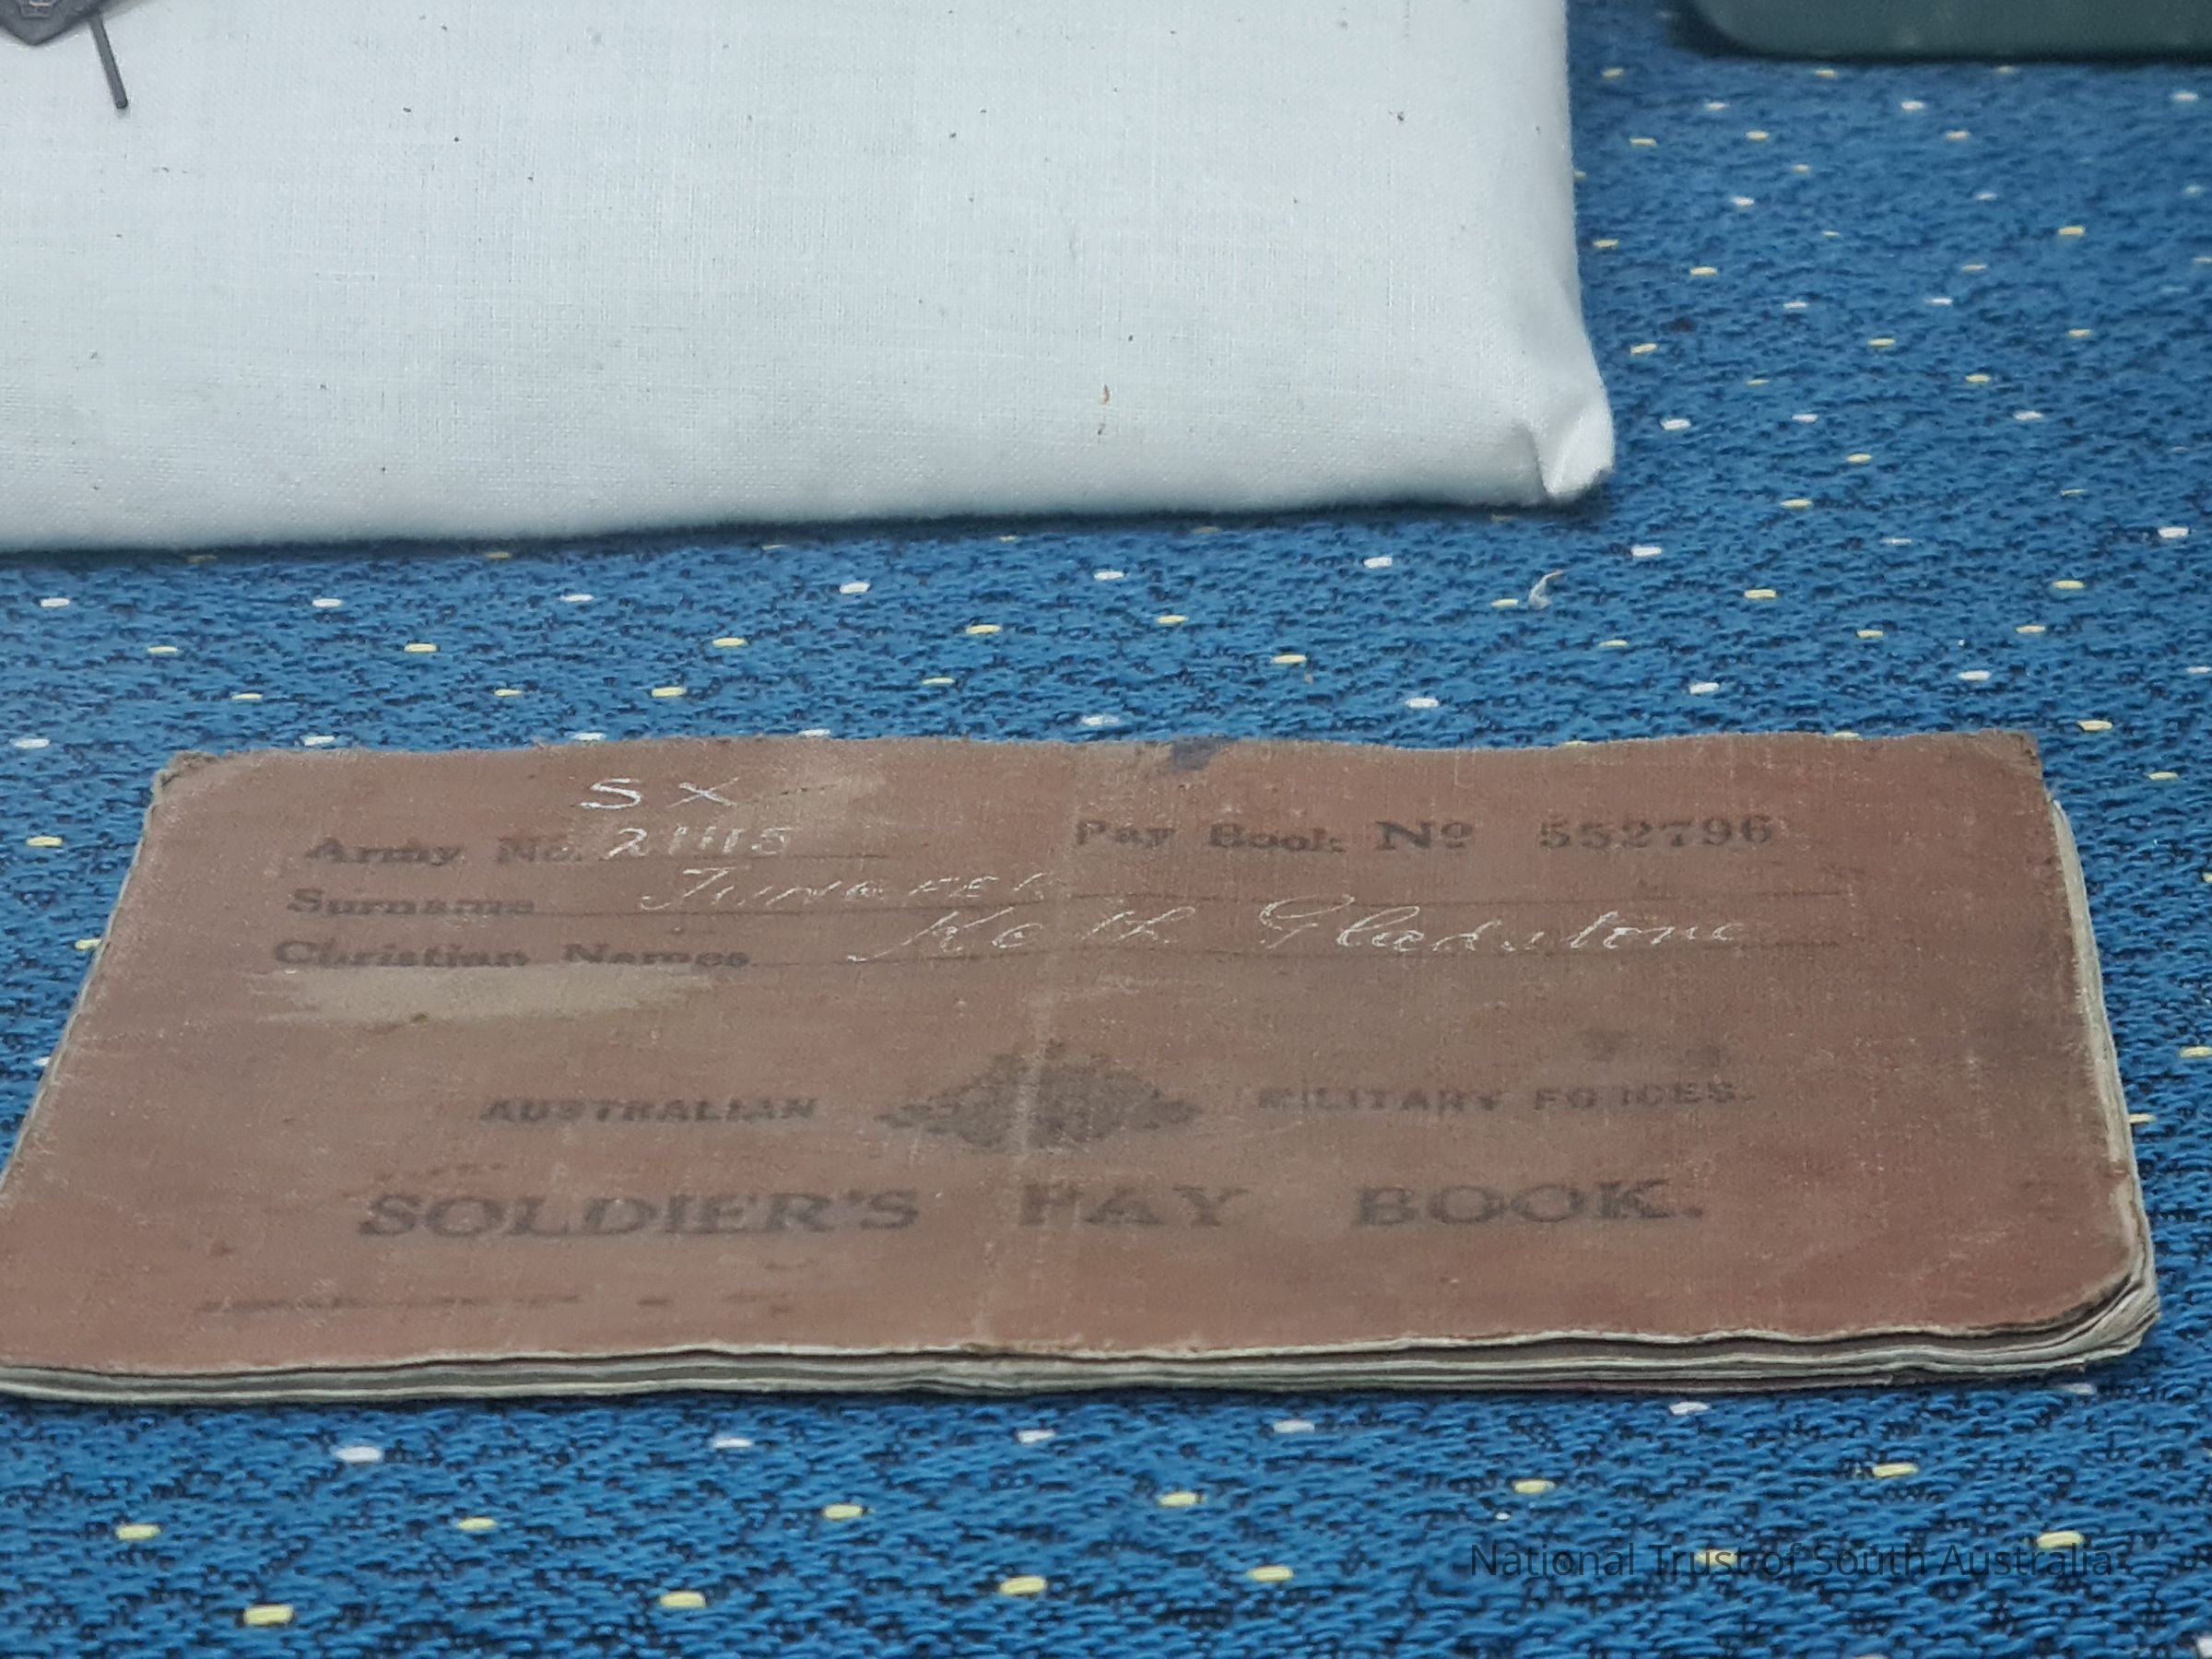 SX
Army No. 21115
Pay Book No 552796
Surname
Christian Names Keith Gladstone
AUSTRALIAN MILITARY FORCES.
SOLDIER'S PAY BOOK.
National Trust of South Australia